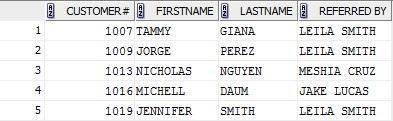 CUSTOMER# FIRSTNAME LASTNAME REFERRED BY
1 1007 TAMMY GIANA LEILA SMITH
2 1009 JORGE PEREZ LEILA SMITH
3 1013 NICHOLAS NGUYEN MESHIA CRUZ
4 1016 MICHELL DAUM JAKE LUCAS
5 1019 JENNIFER SMITH LEILA SMITH